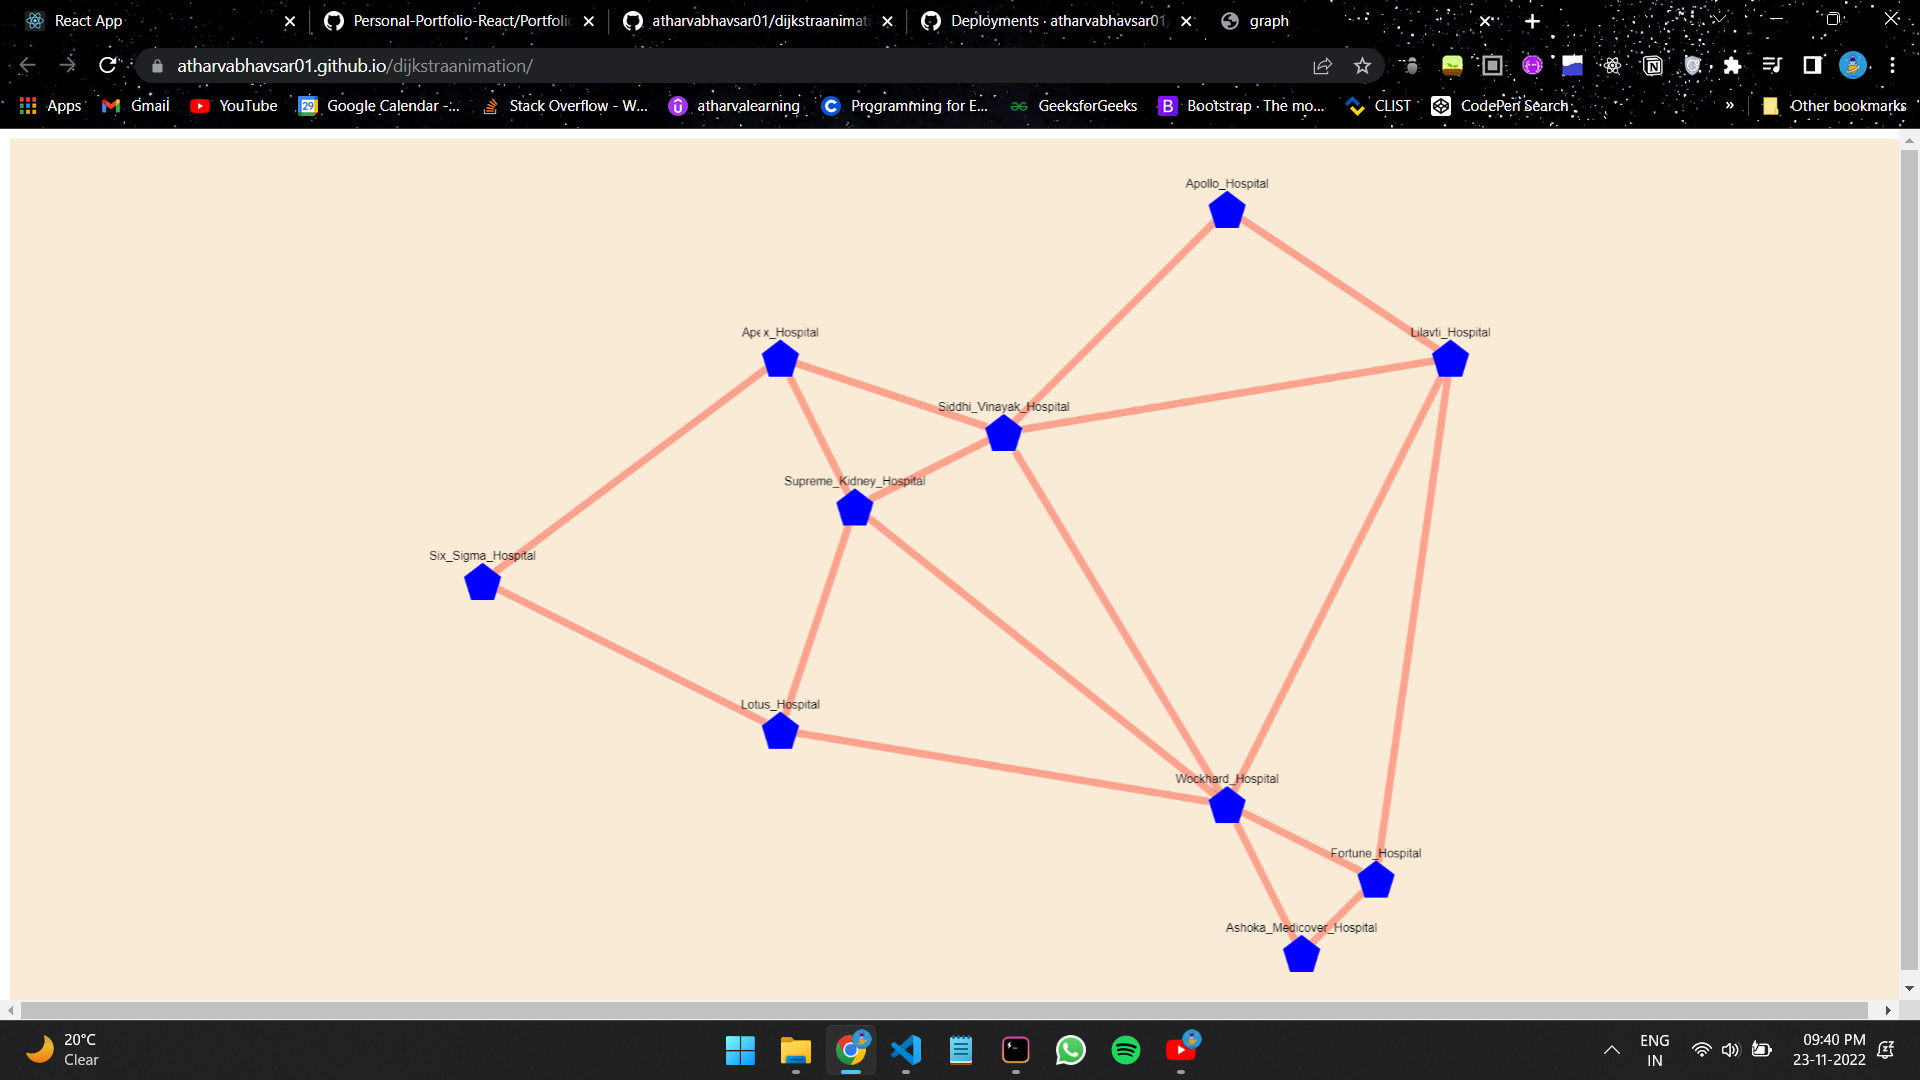 React App
Personal-Portfolio-React/Portfolio
atharvabhavsar01/dijkstraanimati
Deployments · atharvabhavsar01
graph
atharvabhavsar01.github.io/dijkstraanimation/
Apps
Gmail
YouTube
Google Calendar -...
Stack Overflow - W...
atharvalearning
Programming for E...
GeeksforGeeks
Bootstrap · The mo...
CLIST
CodePen Search
»
Other bookmarks
Apollo_Hospital
Apex_Hospital
Lilavti_Hospital
Siddhi_Vinayak_Hospital
Supreme_Kidney_Hospital
Six_Sigma_Hospital
Lotus_Hospital
Wockhard_Hospital
Fortune_Hospital
Ashoka_Medicover_Hospital
20°C
Clear
ENG
IN
09:40 PM
23-11-2022